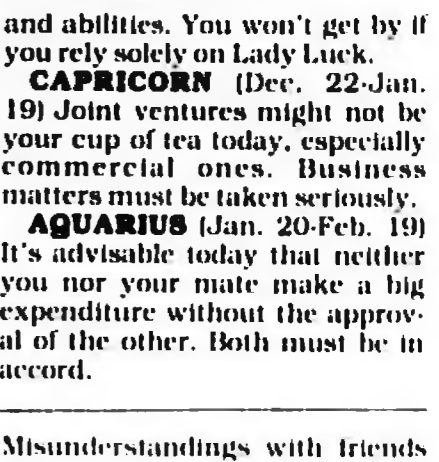 and abilities. You won't get by if
you rely solely on Lady Luck.
CAPRICORN (Dec. 22-Jan.
19) Joint ventures might not be
your cup of tea today, especially
commercial ones. Business
matters must be taken seriously.
AQUARIUS (Jan. 20-Feb. 19)
It's advisable today that neither
you nor your mate make a big
expenditure without the approv-
al of the other. Both must be in
accord.
Misunderstandings with friends